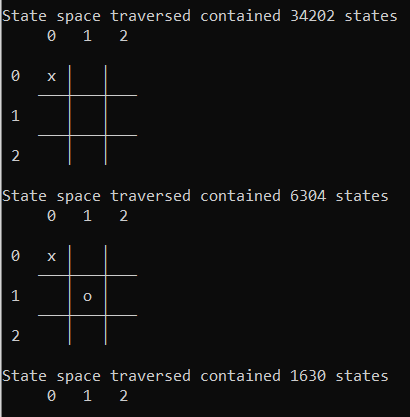 State space traversed contained 34202 states
0 1 2
0 x
1
2
State space traversed contained 6304 states
0 1 2
0 x
1 o
2
State space traversed contained 1630 states
0 1 2